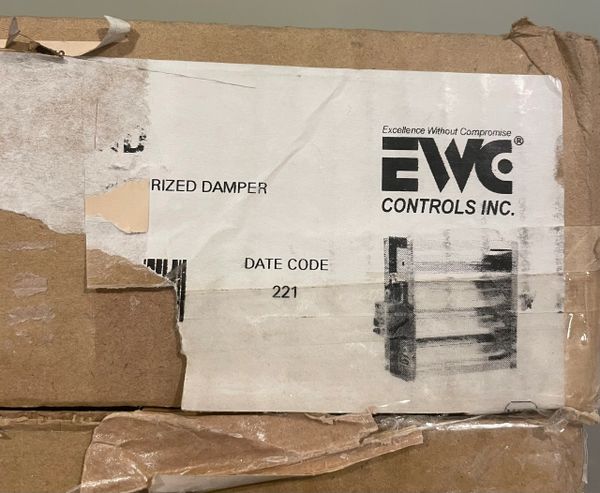 Excellence Without Compromise
EWC®
CONTROLS INC.
RIZED DAMPER
DATE CODE
221